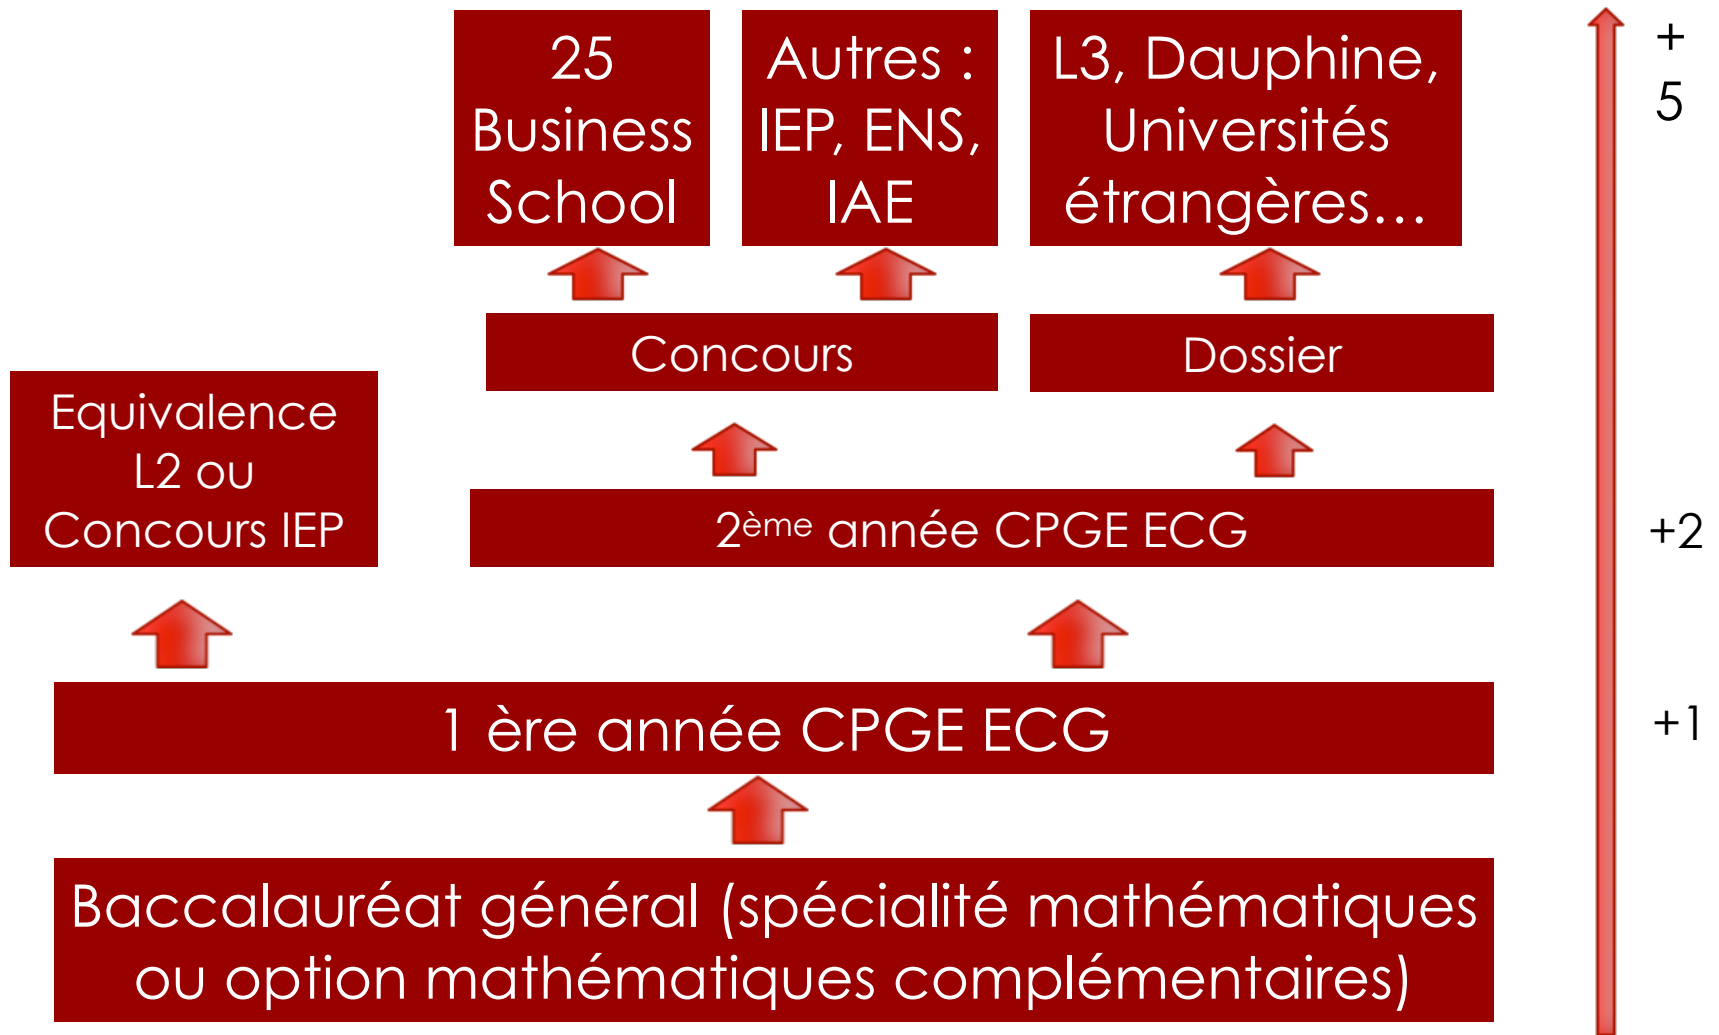 25
Business
School
Autres :
IEP, ENS,
IAE
L3, Dauphine,
Universités
étrangères…
+
5
Concours
Dossier
Equivalence
L2 ou
Concours IEP
2ème année CPGE ECG
+2
1 ère année CPGE ECG
+1
Baccalauréat général (spécialité mathématiques
ou option mathématiques complémentaires)